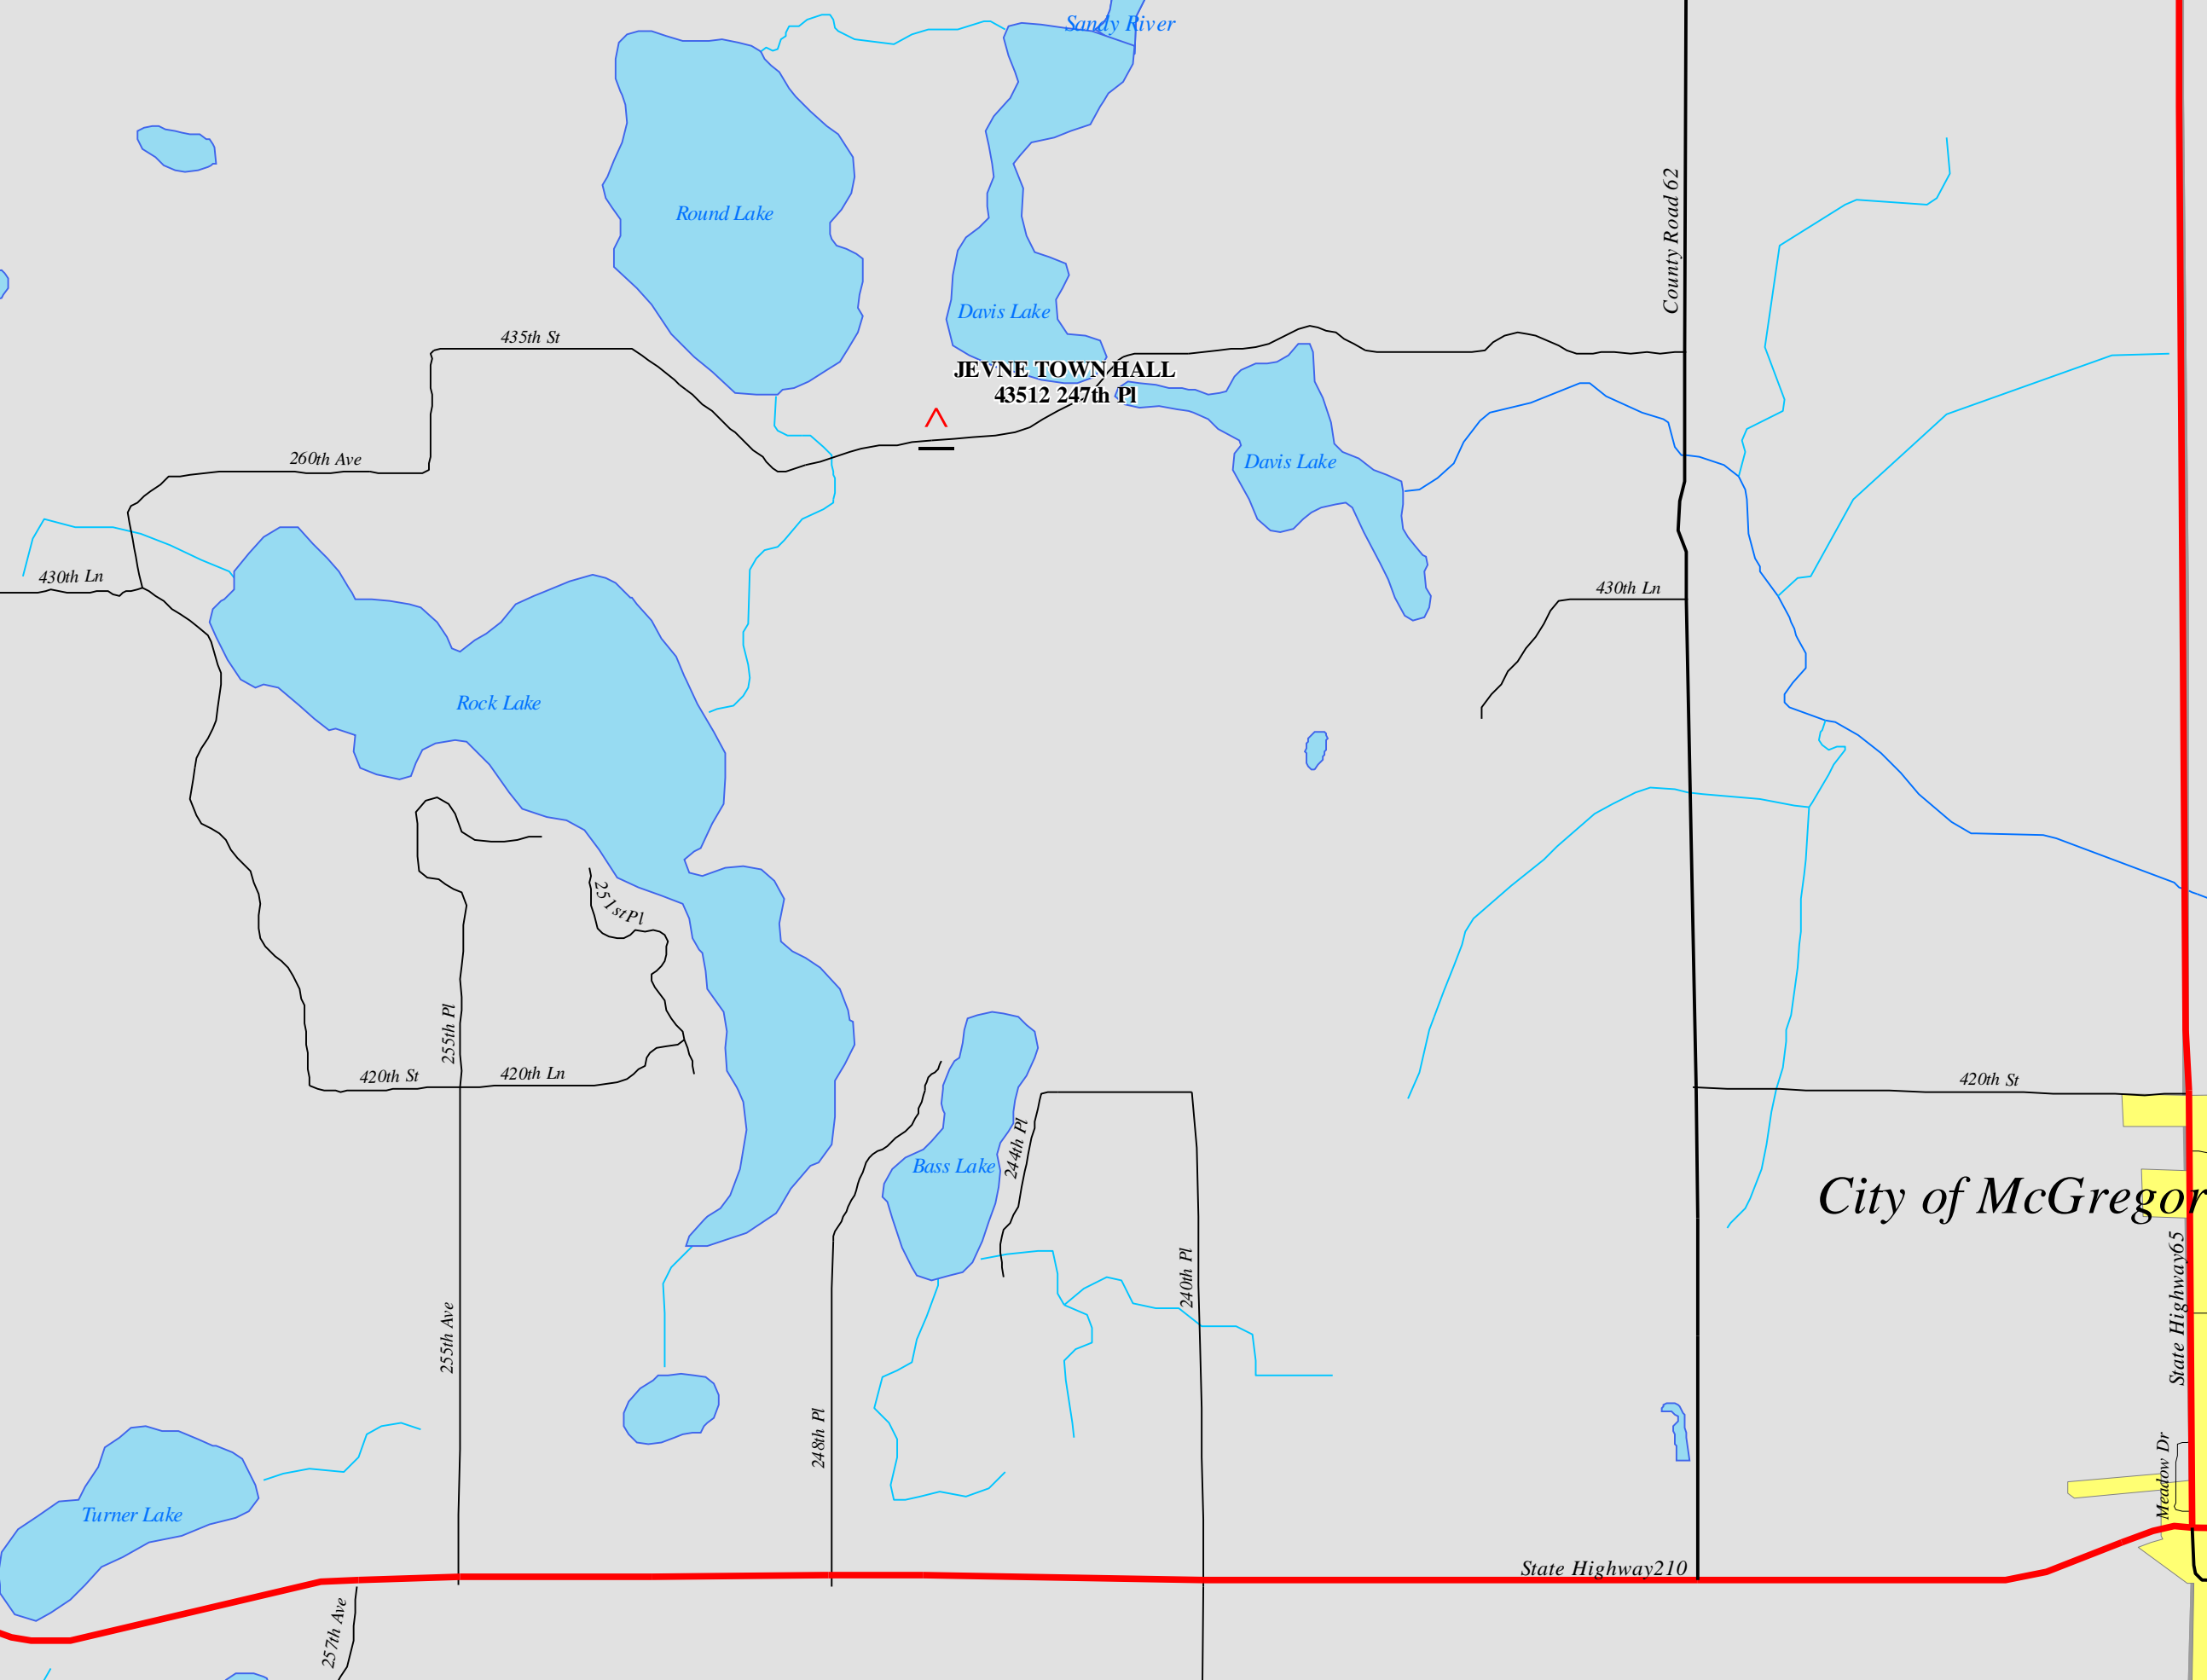 Sandy River
County Road 62
Round Lake
Davis Lake
435th St
JEVNE TOWN HALL
43512 247th Pl
260th Ave
Davis Lake
430th Ln
430th Ln
Rock Lake
251st Pl
255th Pl
420th St
420th Ln
420th St
244th Pl
Bass Lake
City of McGregor
240th Pl
State Highway65
255th Ave
248th Pl
Meadow Dr
Turner Lake
State Highway210
257th Ave